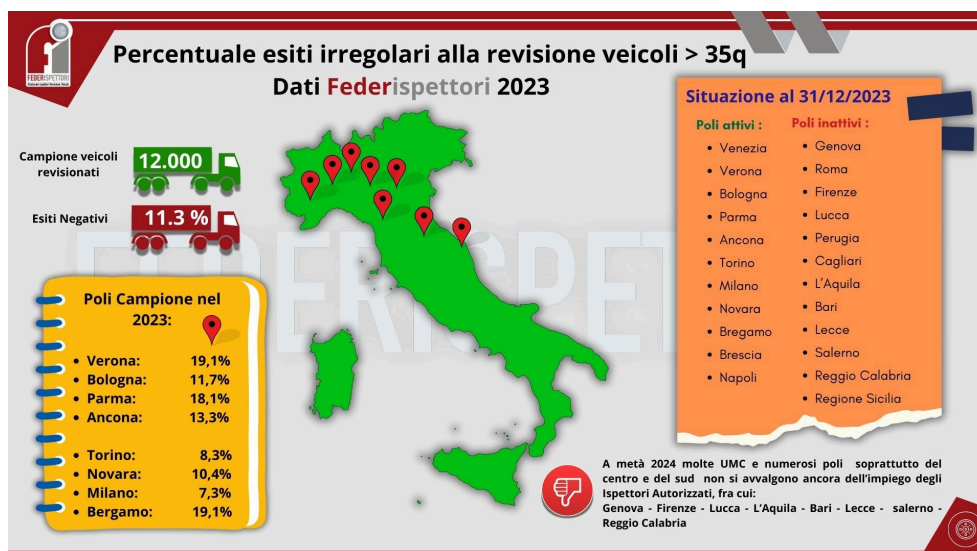 FEDERISPETTORI
Percentuale esiti irregolari alla revisione veicoli > 35q
Dati Federispettori 2023
Campione veicoli
revisionati
12.000
Esiti Negativi
11.3 %
Poli Campione nel
2023:
• Verona: 19,1%
• Bologna: 11,7%
• Parma: 18,1%
• Ancona: 13,3%
• Torino: 8,3%
• Novara: 10,4%
• Milano: 7,3%
• Bergamo: 19,1%
Situazione al 31/12/2023
Poli attivi :
• Venezia
• Verona
• Bologna
• Parma
• Ancona
• Torino
• Milano
• Novara
• Bregamo
• Brescia
• Napoli
Poli inattivi :
• Genova
• Roma
• Firenze
• Lucca
• Perugia
• Cagliari
• L'Aquila
• Bari
• Lecce
• Salerno
• Reggio Calabria
• Regione Sicilia
A metà 2024 molte UMC e numerosi poli soprattutto del
centro e del sud non si avvalgono ancora dell'impiego degli
Ispettori Autorizzati, fra cui:
Genova - Firenze - Lucca - L'Aquila - Bari - Lecce - salerno -
Reggio Calabria